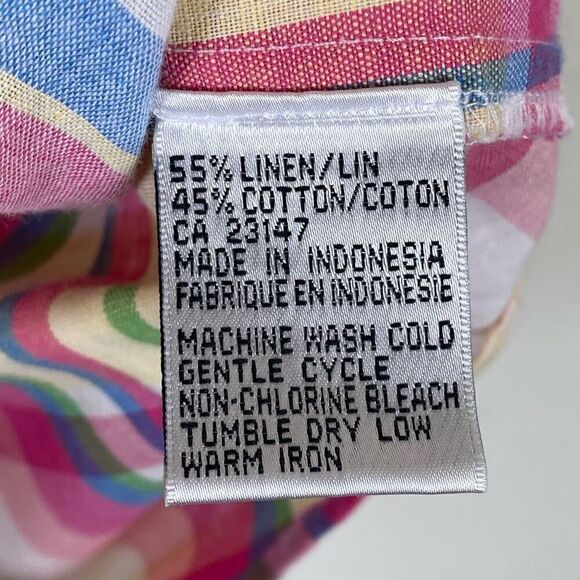 55% LINEN/LIN
45% COTTON/COTON
CA 23147
MADE IN INDONESIA
FABRIQUE EN INDONESIE
MACHINE WASH COLD
GENTLE CYCLE
NON-CHLORINE BLEACH
TUMBLE DRY LOW
WARM IRON